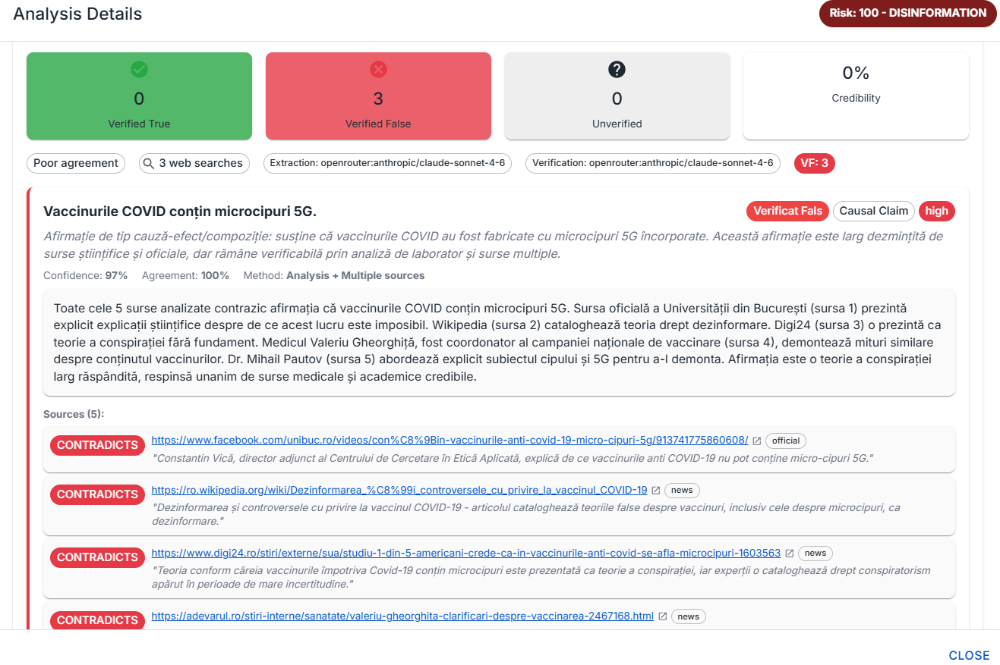 Analysis Details
Risk: 100 - DISINFORMATION
0
Verified True
3
Verified False
0
Unverified
0%
Credibility
Poor agreement
3 web searches
Extraction: openrouter:anthropic/claude-sonnet-4-6
Verification: openrouter:anthropic/claude-sonnet-4-6
VF: 3
Vaccinurile COVID conțin microcipuri 5G.
Verificat Fals
Causal Claim
high
Afirmație de tip cauză-efect/compoziție: susține că vaccinurile COVID au fost fabricate cu microcipuri 5G încorporate. Această afirmație este larg dezmințită de
surse științifice și oficiale, dar rămâne verificabilă prin analiză de laborator și surse multiple.
Confidence: 97% Agreement: 100% Method: Analysis + Multiple sources
Toate cele 5 surse analizate contrazic afirmația că vaccinurile COVID conțin microcipuri 5G. Sursa oficială a Universității din București (sursa 1) prezintă
explicit explicații științifice despre de ce acest lucru este imposibil. Wikipedia (sursa 2) cataloghează teoria drept dezinformare. Digi24 (sursa 3) o prezintă ca
teorie a conspirației fără fundament. Medicul Valeriu Gheorghiță, fost coordonator al campaniei naționale de vaccinare (sursa 4), demontează mituri similare
despre conținutul vaccinurilor. Dr. Mihail Pautov (sursa 5) abordează explicit subiectul cipului și 5G pentru a-l demonta. Afirmația este o teorie a conspirației
larg răspândită, respinsă unanim de surse medicale și academice credibile.
Sources (5):
CONTRADICTS
https://www.facebook.com/unibuc.ro/videos/con%C8%9Bin-vaccinurile-anti-covid-19-micro-cipuri-5g/913741775860608/
official
"Constantin Vică, director adjunct al Centrului de Cercetare în Etică Aplicată, explică de ce vaccinurile anti COVID-19 nu pot conține micro-cipuri 5G."
CONTRADICTS
https://ro.wikipedia.org/wiki/Dezinformarea_%C8%99i_controversele_cu_privire_la_vaccinul_COVID-19
news
"Dezinformarea și controversele cu privire la vaccinul COVID-19 - articolul cataloghează teoriile false despre vaccinuri, inclusiv cele despre microcipuri, ca
dezinformare."
CONTRADICTS
https://www.digi24.ro/stiri/externe/sua/studiu-1-din-5-americani-crede-ca-in-vaccinurile-anti-covid-se-afla-microcipuri-1603563
news
"Teoria conform căreia vaccinurile împotriva Covid-19 conțin microcipuri este prezentată ca teorie a conspirației, iar experții o cataloghează drept conspiratorism
apărut în perioade de mare incertitudine."
CONTRADICTS
https://adevarul.ro/stiri-interne/sanatate/valeriu-gheorghita-clarificari-despre-vaccinarea-2467168.html
news
CLOSE